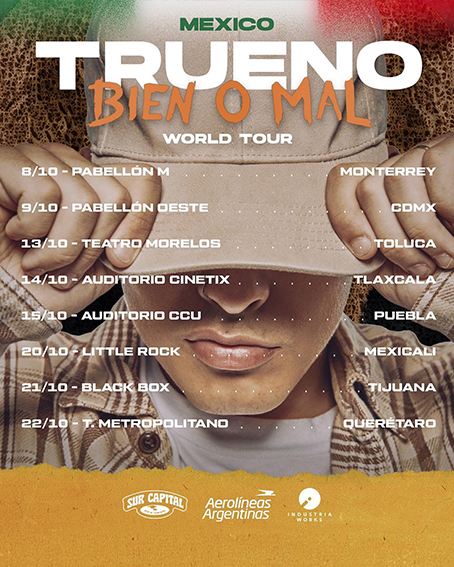 MEXICO
TRUENO
BIEN O MAL
WORLD TOUR
8/10 - PABELLÓN M . . . . . . . . . . MONTERREY
9/10 - PABELLÓN OESTE . . . . . . . . . . CDMX
13/10 - TEATRO MORELOS . . . . . . . . . . TOLUCA
14/10 - AUDITORIO CINETIX . . . . . . . . . . TLAXCALA
15/10 - AUDITORIO CCU . . . . . . . . . . PUEBLA
20/10 - LITTLE ROCK . . . . . . . . . . MEXICALI
21/10 - BLACK BOX . . . . . . . . . . TIJUANA
22/10 - T. METROPOLITANO . . . . . . . . . . QUERÉTARO
SUR CAPITAL
Aerolíneas
Argentinas
INDUSTRIA
WORKS